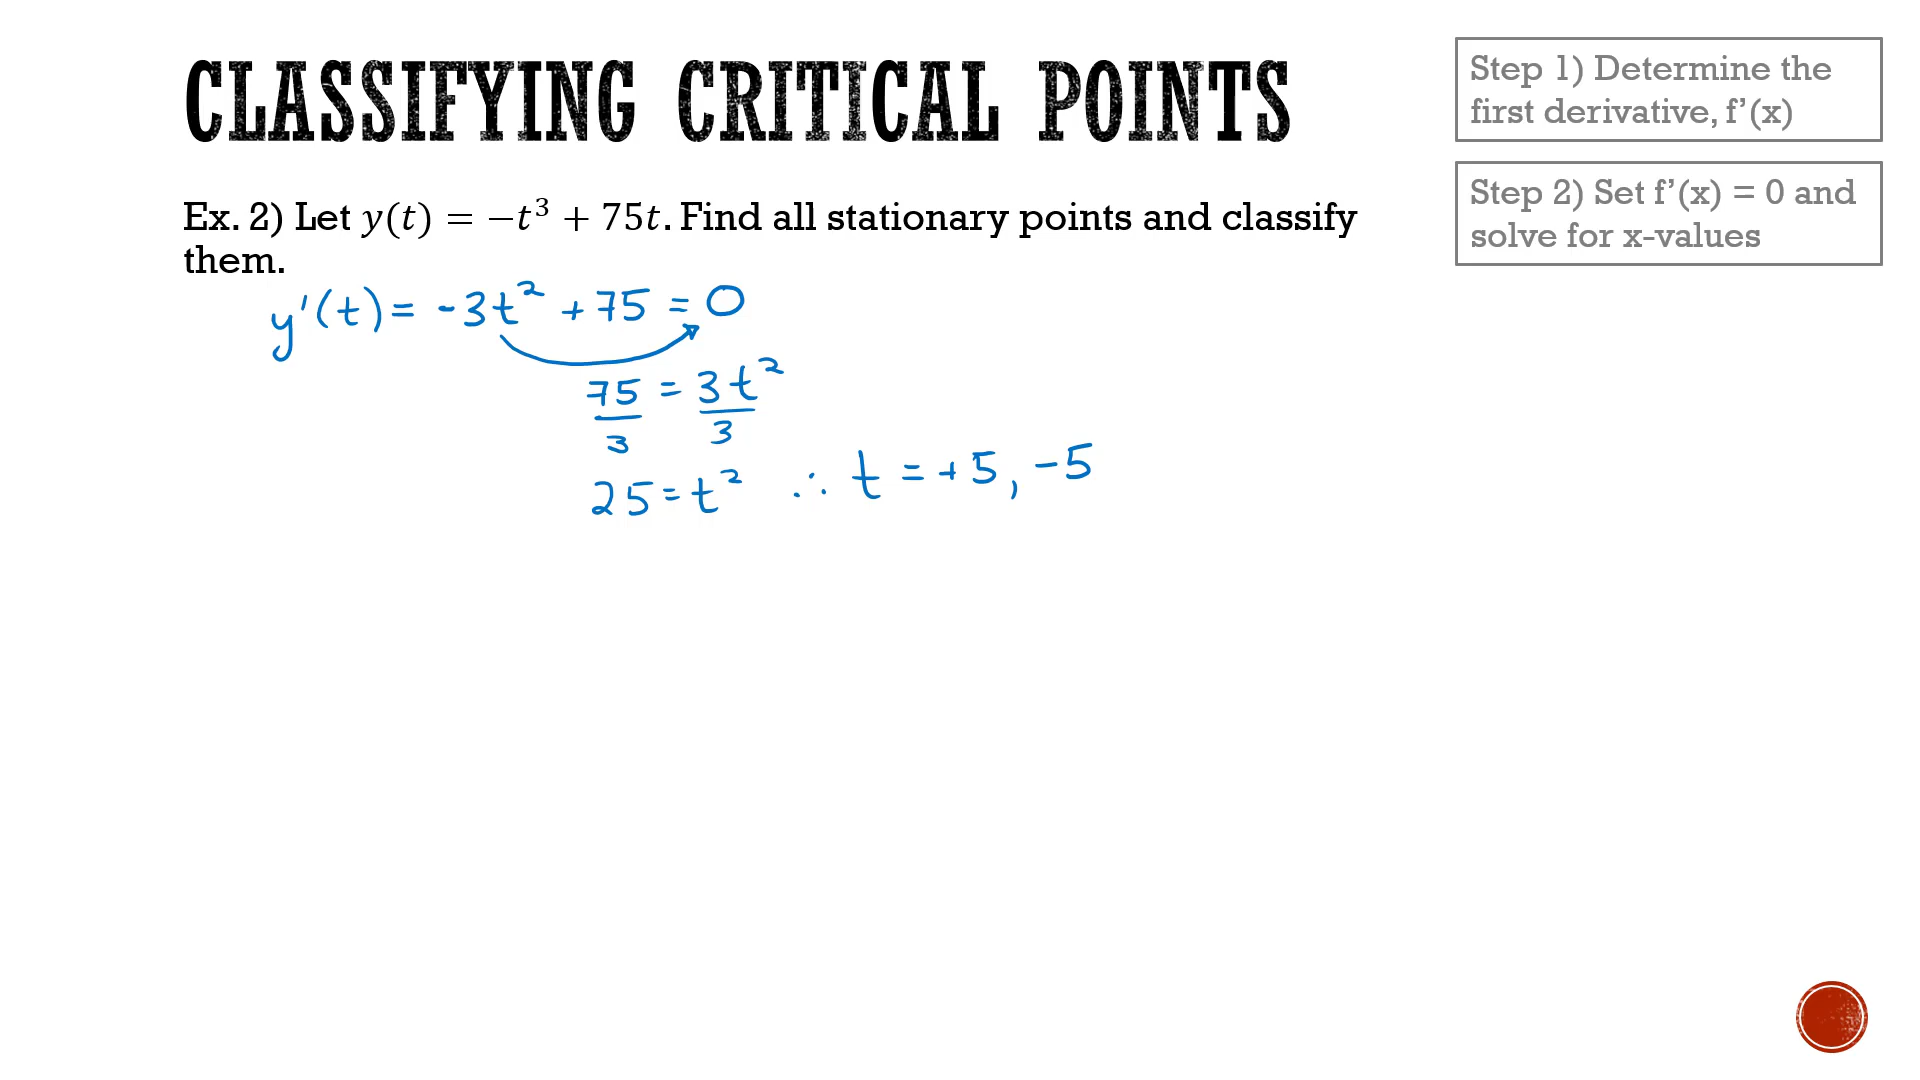 CLASSIFYING CRITICAL POINTS
Step 1) Determine the
first derivative, f’(x)
Step 2) Set f’(x) = 0 and
solve for x-values
Ex. 2) Let y(t) = −t³ + 75t. Find all stationary points and classify
them.
y'(t) = -3t² + 75 = 0
75 = 3t²
3 3
25 = t² ∴ t = +5, -5